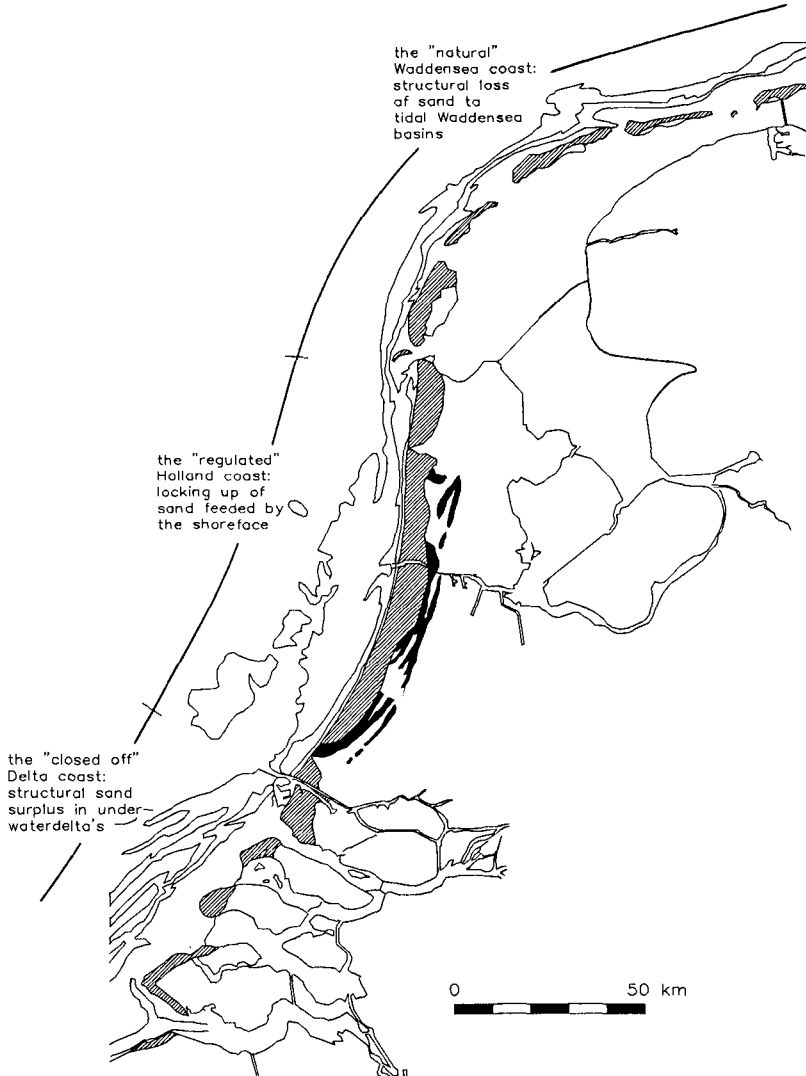 the "natural"
Waddensea coast:
structural loss
of sand ta
tidal Waddensea
basins
the "regulated"
Holland coast:
locking up of
sand feeded by
the shoreface
the "closed off"
Delta coast:
structural sand
surplus in under-
waterdelta's
0 50 km